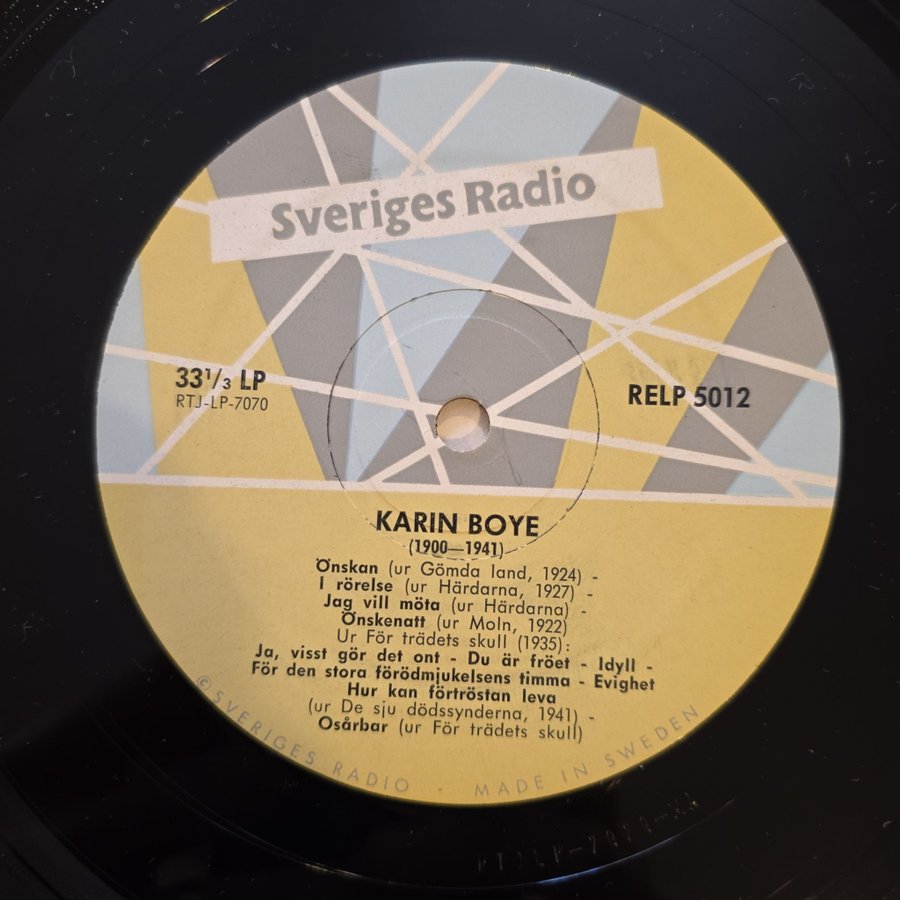 Sveriges Radio
33⅓ LP
RTJ-LP-7070
RELP 5012
KARIN BOYE
(1900—1941)
Önskan (ur Gömda land, 1924) -
I rörelse (ur Härdarna, 1927) -
Jag vill möta (ur Härdarna) -
Önskenatt (ur Moln, 1922)
Ur För trädets skull (1935):
Ja, visst gör det ont - Du är fröet - Idyll -
För den stora förödmjukelsens timma - Evighet
Hur kan förtröstan leva
(ur De sju dödssynderna, 1941) -
Osårbar (ur För trädets skull)
© SVERIGES RADIO · MADE IN SWEDEN